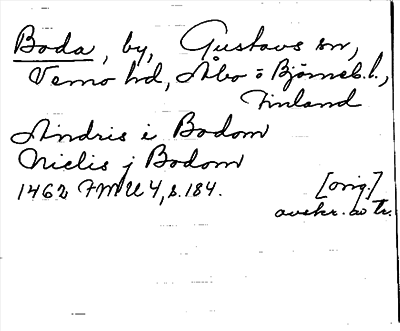 Boda, by, Gustavs sn,
Vemo hd, Åbo o Björneb. l.,
Finland
Andris i Bodom
Nielis j Bodom
1462 FMU 4, s. 184. [orig.]
avskr. av tr.